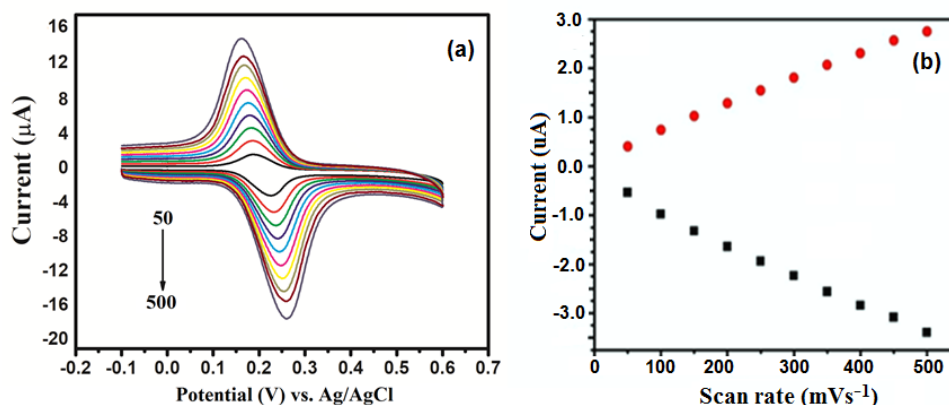 (a)
Current (μA)
16
12
8
4
0
-4
-8
-12
-16
-20
50
500
-0.2 -0.1 0.0 0.1 0.2 0.3 0.4 0.5 0.6 0.7
Potential (V) vs. Ag/AgCl
(b)
Current (uA)
3.0
2.0
1.0
0.0
-1.0
-2.0
-3.0
0 100 200 300 400 500
Scan rate (mVs⁻¹)